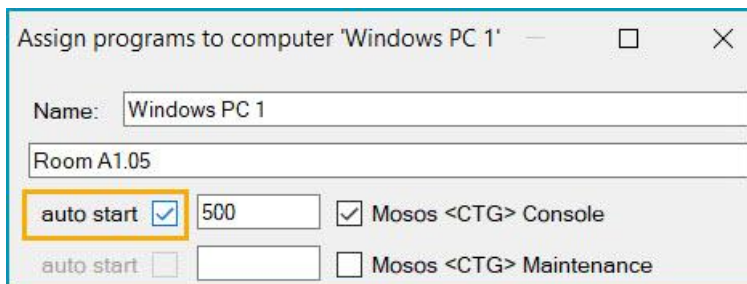 Assign programs to computer 'Windows PC 1'
Name: Windows PC 1
Room A1.05
auto start 500 Mosos <CTG> Console
auto start Mosos <CTG> Maintenance